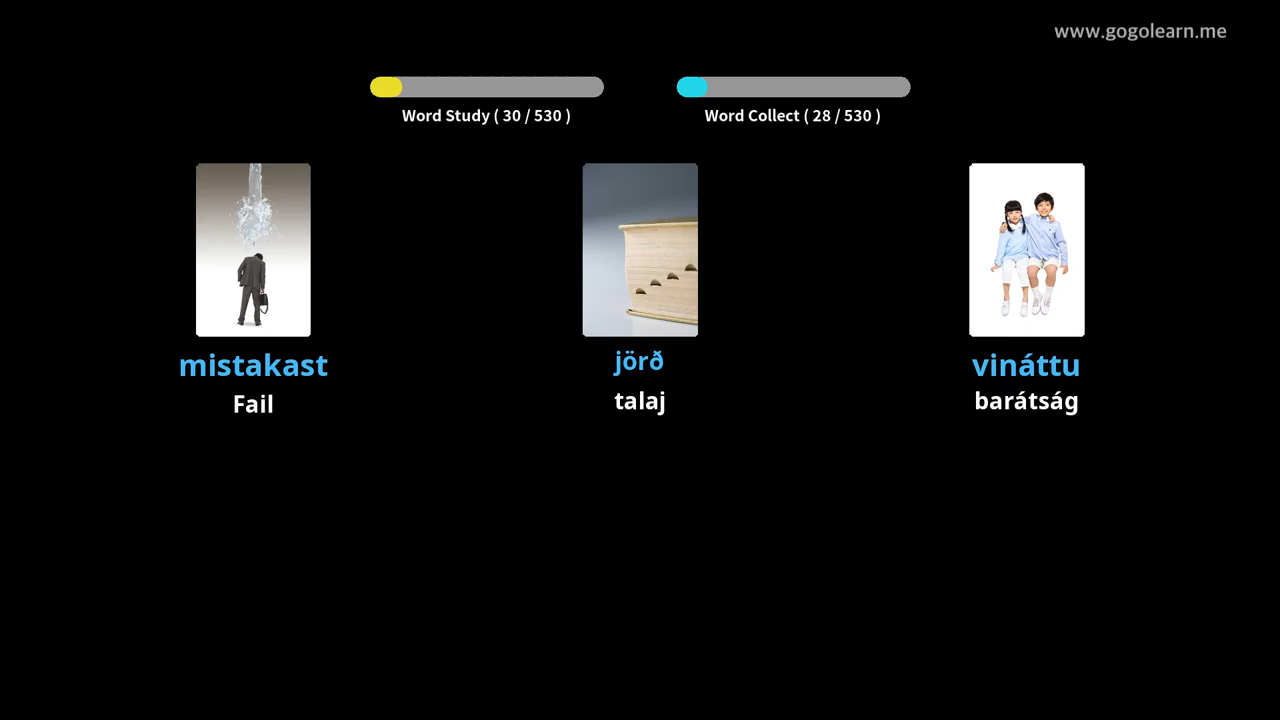 www.gogolearn.me
Word Study ( 30 / 530 )
Word Collect ( 28 / 530 )
mistakast
Fail
jörð
talaj
vináttu
barátság